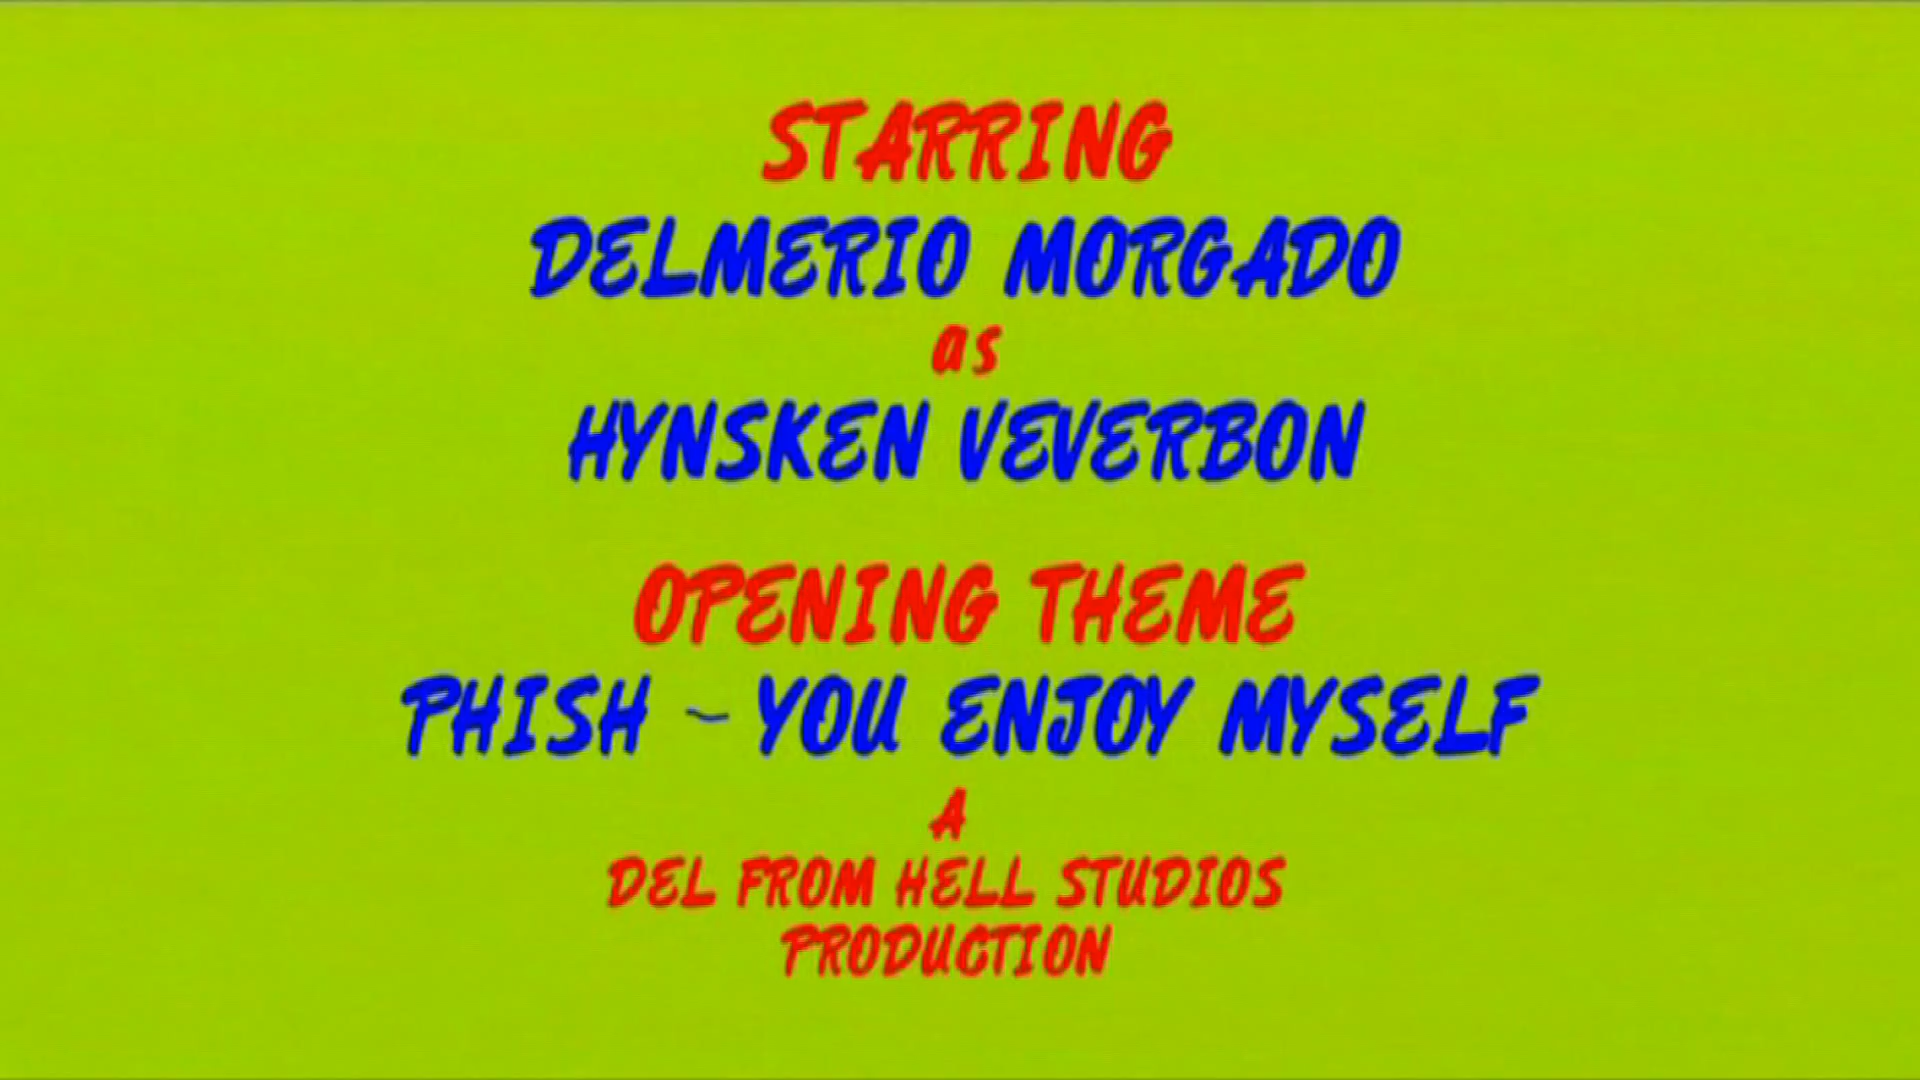 STARRING
DELMERIO MORGADO
as
HYNSKEN VEVERBON
OPENING THEME
PHISH ~ YOU ENJOY MYSELF
A
DEL FROM HELL STUDIOS
PRODUCTION